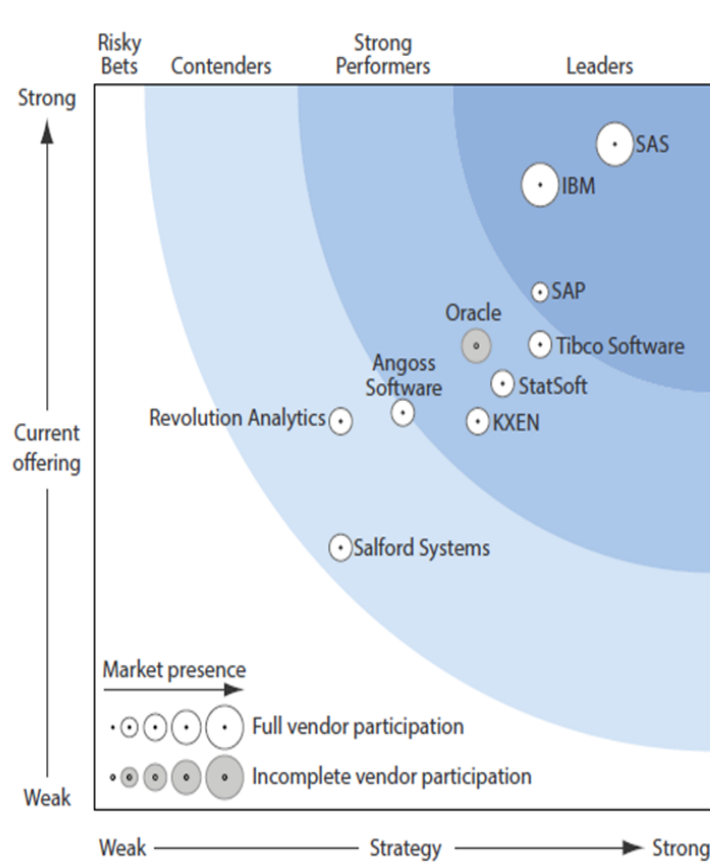 Risky
Bets
Contenders
Strong
Performers
Leaders
Strong
SAS
IBM
SAP
Oracle
Tibco Software
Angoss
Software
StatSoft
Revolution Analytics
KXEN
Current
offering
Salford Systems
Market presence
Full vendor participation
Incomplete vendor participation
Weak
Weak
Strategy
Strong